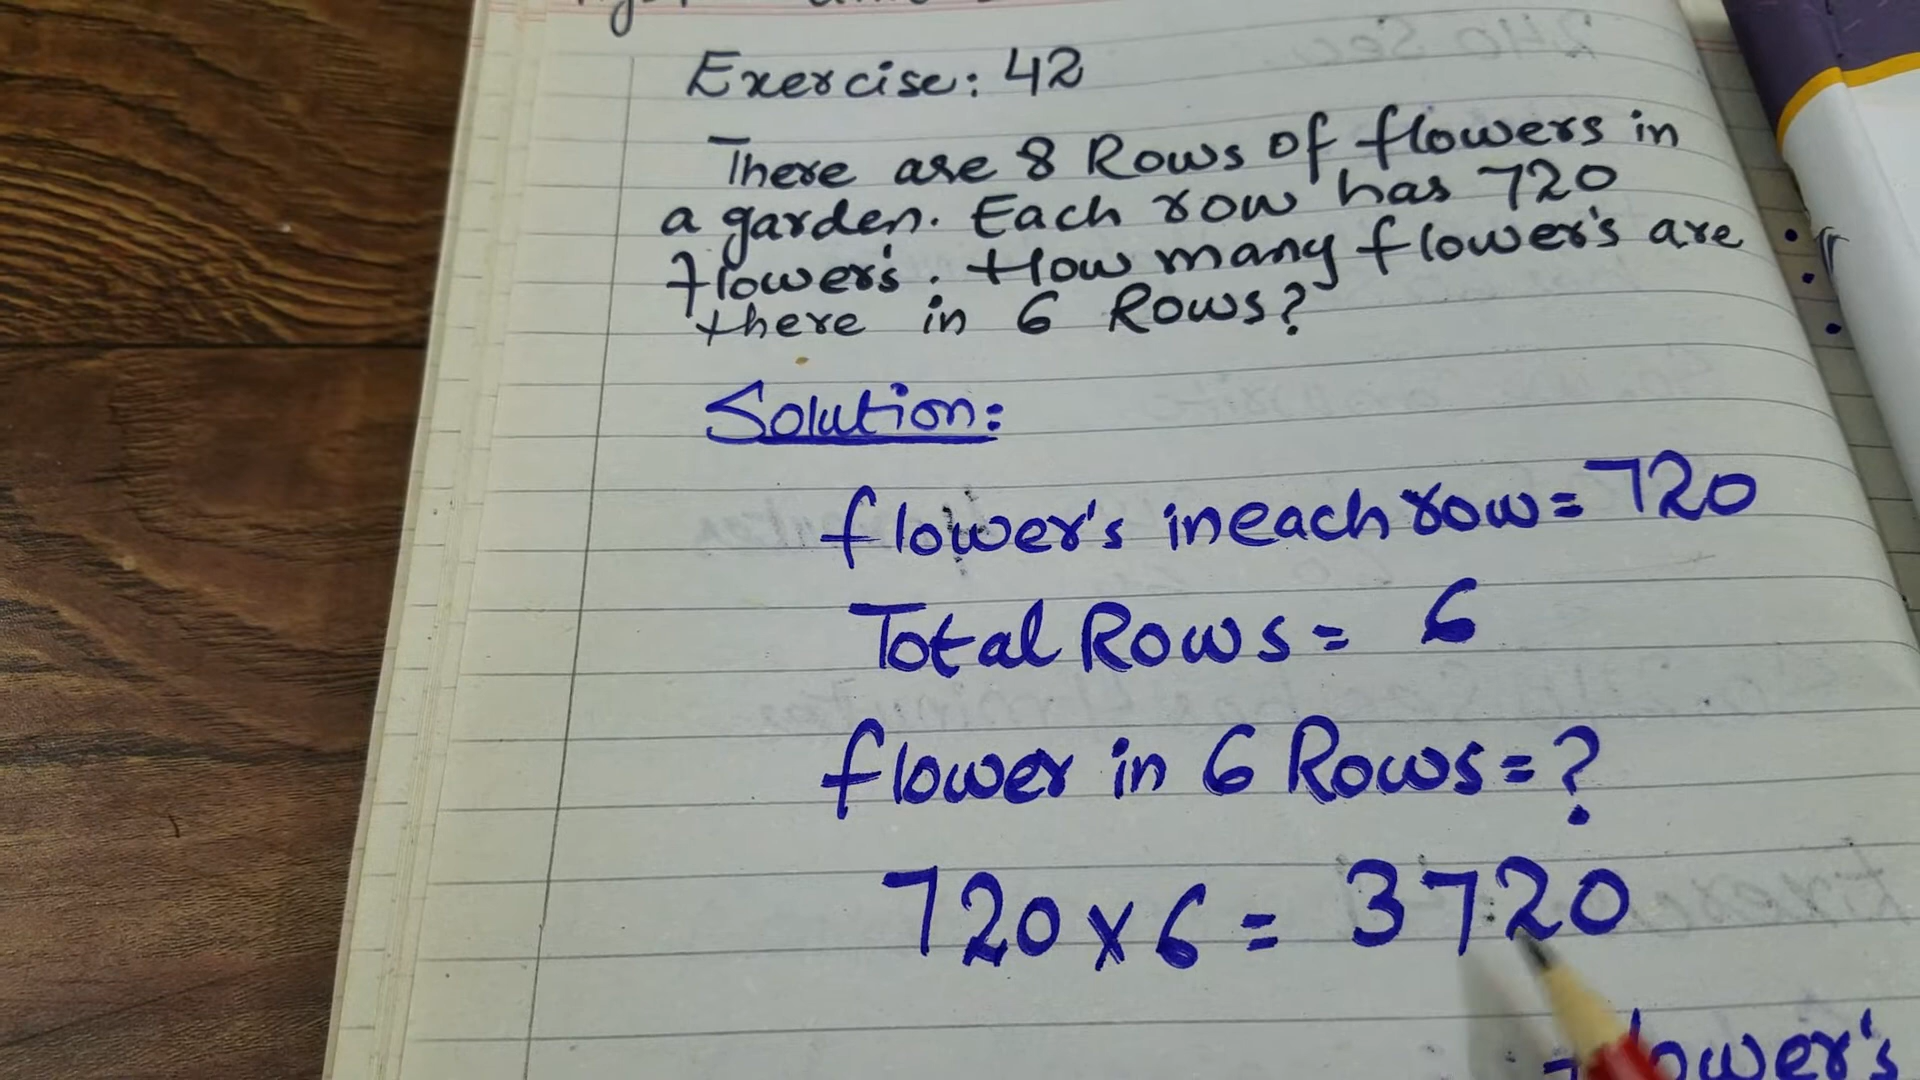 Exercise: 42
There are 8 Rows of flowers in
a garden. Each row has 720
flower's. How many flower's are
there in 6 Rows?
Solution:
flower's in each row = 720
Total Rows = 6
flower in 6 Rows = ?
720 x 6 = 3720
flower's